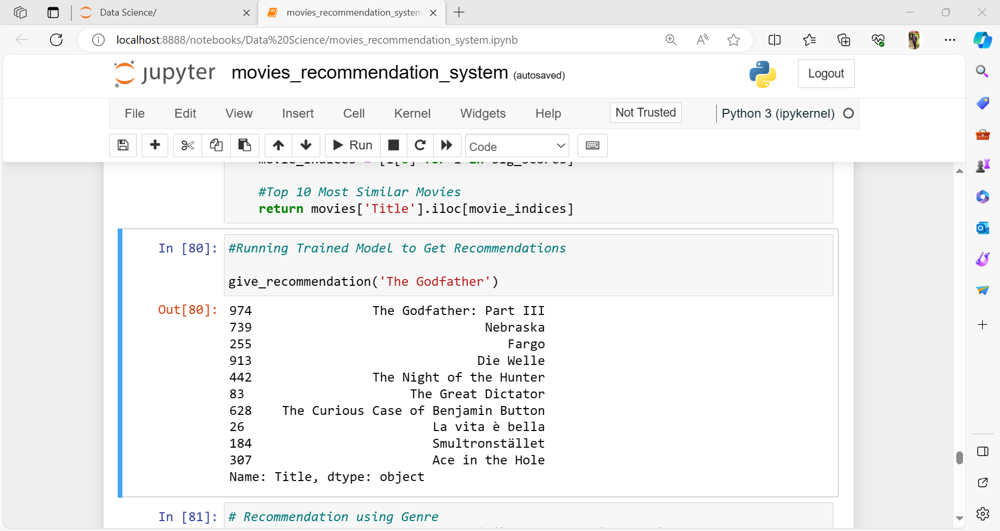 Data Science/
movies_recommendation_system
localhost:8888/notebooks/Data%20Science/movies_recommendation_system.ipynb
jupyter movies_recommendation_system (autosaved)
Logout
File Edit View Insert Cell Kernel Widgets Help Not Trusted Python 3 (ipykernel)
Run Code
movie_indices = [i[0] for i in sig_scores]
#Top 10 Most Similar Movies
return movies['Title'].iloc[movie_indices]
In [80]: #Running Trained Model to Get Recommendations
give_recommendation('The Godfather')
Out[80]: 974 The Godfather: Part III
739 Nebraska
255 Fargo
913 Die Welle
442 The Night of the Hunter
83 The Great Dictator
628 The Curious Case of Benjamin Button
26 La vita è bella
184 Smultronstället
307 Ace in the Hole
Name: Title, dtype: object
In [81]: # Recommendation using Genre